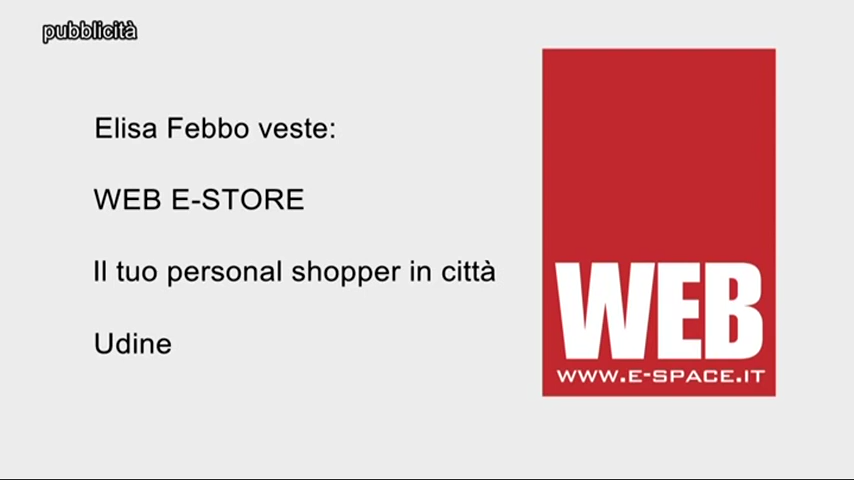 pubblicità
Elisa Febbo veste:
WEB E-STORE
Il tuo personal shopper in città
Udine
WEB
WWW.E-SPACE.IT